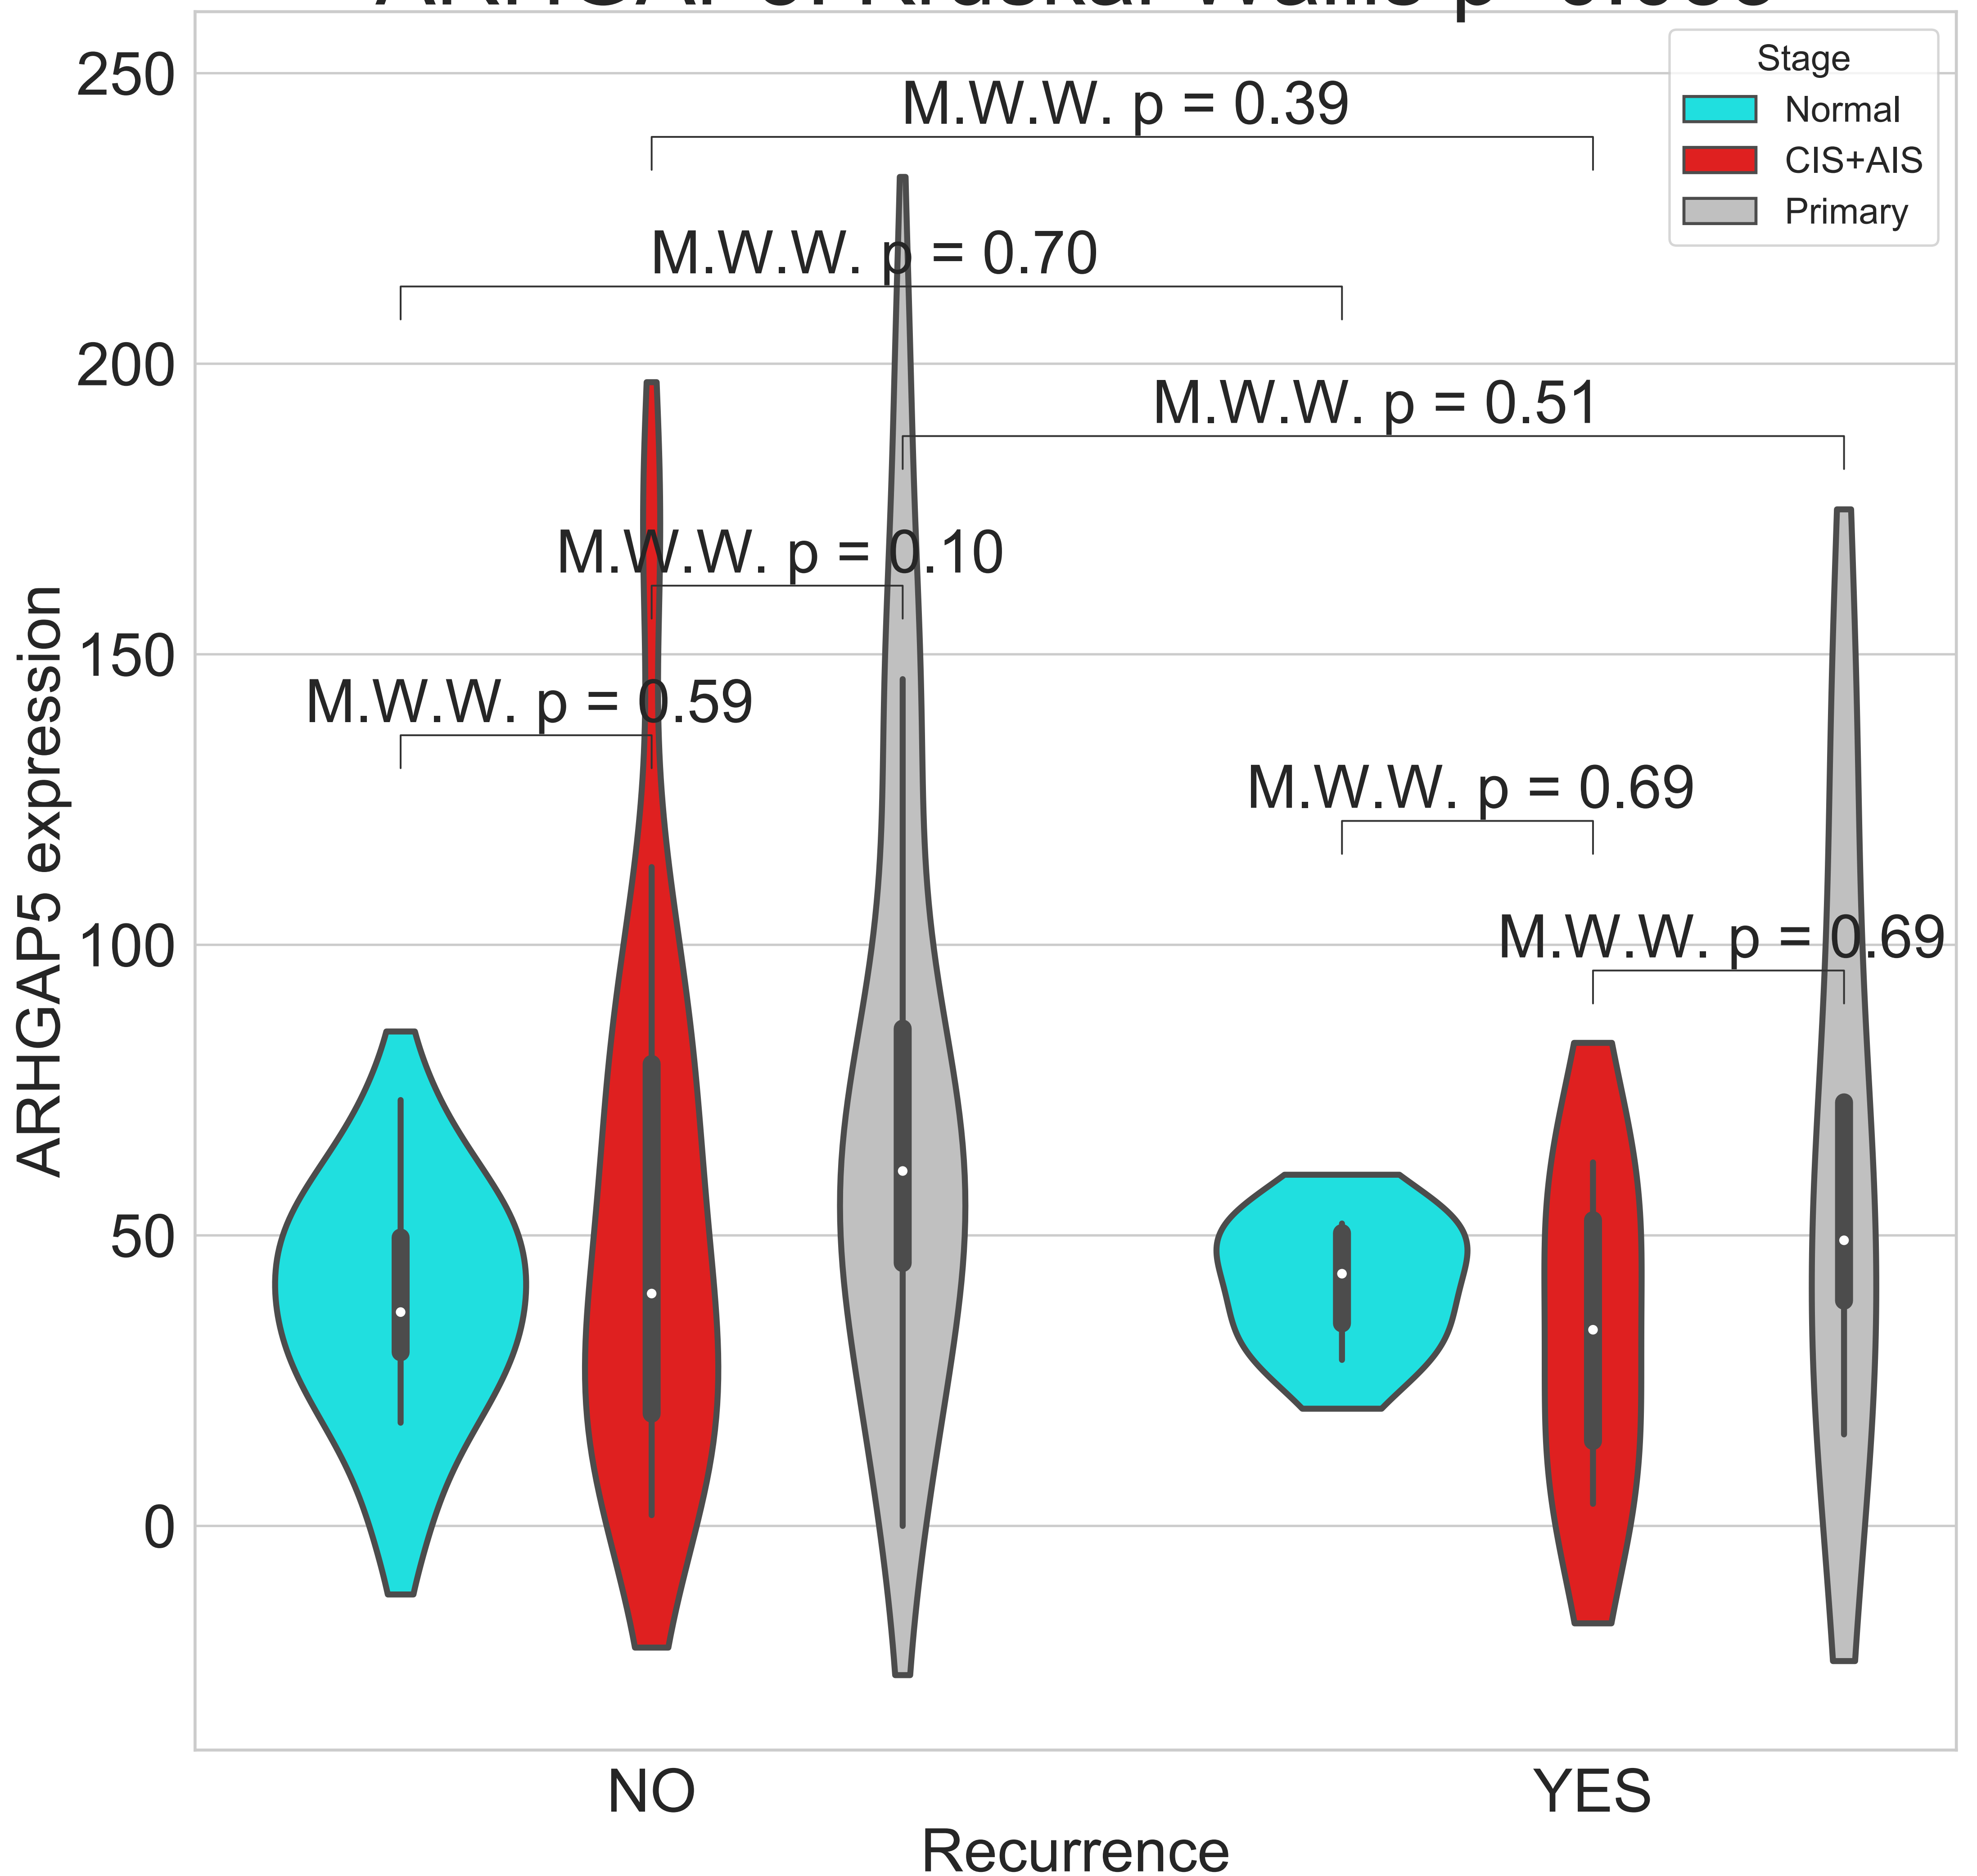 250
200
150
100
50
0
ARHGAP5 expression
Stage
Normal
CIS+AIS
Primary
M.W.W. p = 0.39
M.W.W. p = 0.70
M.W.W. p = 0.51
M.W.W. p = 0.10
M.W.W. p = 0.59
M.W.W. p = 0.69
M.W.W. p = 0.69
NO
YES
Recurrence